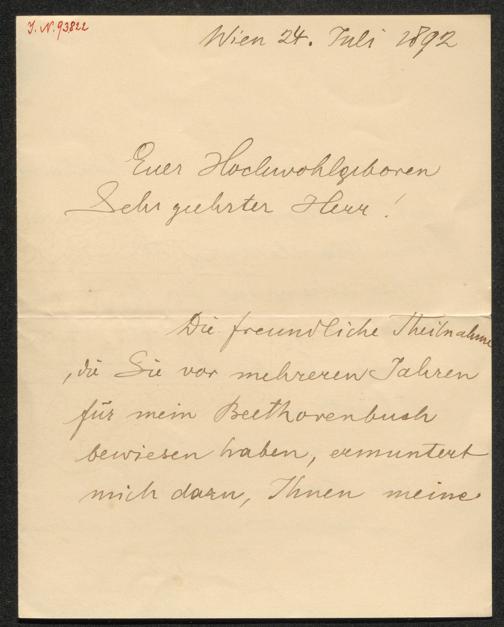 J. N. 93822
Wien 24. Juli 1892
Euer Hochwohlgeboren
Sehr geehrter Herr!
Die freundliche Theilnahme
, die Sie vor mehreren Jahren
für mein Beethovenbuch
bewiesen haben, ermuntert
mich dazu, Ihnen meine